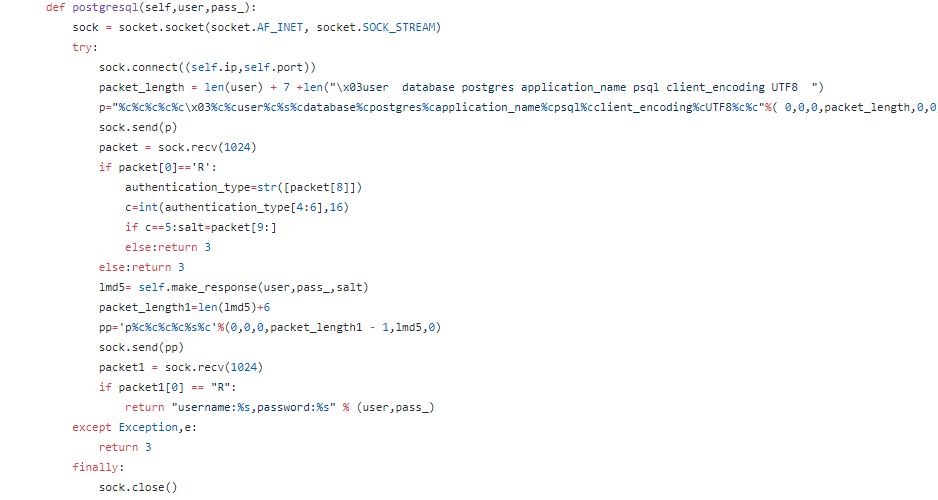 def postgresql(self,user,pass_):
sock = socket.socket(socket.AF_INET, socket.SOCK_STREAM)
try:
sock.connect((self.ip,self.port))
packet_length = len(user) + 7 +len("\x03user  database postgres application_name psql client_encoding UTF8  ")
p="%c%c%c%c%c\x03%c%cuser%c%s%cdatabase%cpostgres%capplication_name%cpsql%cclient_encoding%cUTF8%c%c"%( 0,0,0,packet_length,0,0
sock.send(p)
packet = sock.recv(1024)
if packet[0]=='R':
authentication_type=str([packet[8]])
c=int(authentication_type[4:6],16)
if c==5:salt=packet[9:]
else:return 3
else:return 3
lmd5= self.make_response(user,pass_,salt)
packet_length1=len(lmd5)+6
pp='p%c%c%c%c%s%c'%(0,0,0,packet_length1 - 1,lmd5,0)
sock.send(pp)
packet1 = sock.recv(1024)
if packet1[0] == "R":
return "username:%s,password:%s" % (user,pass_)
except Exception,e:
return 3
finally:
sock.close()